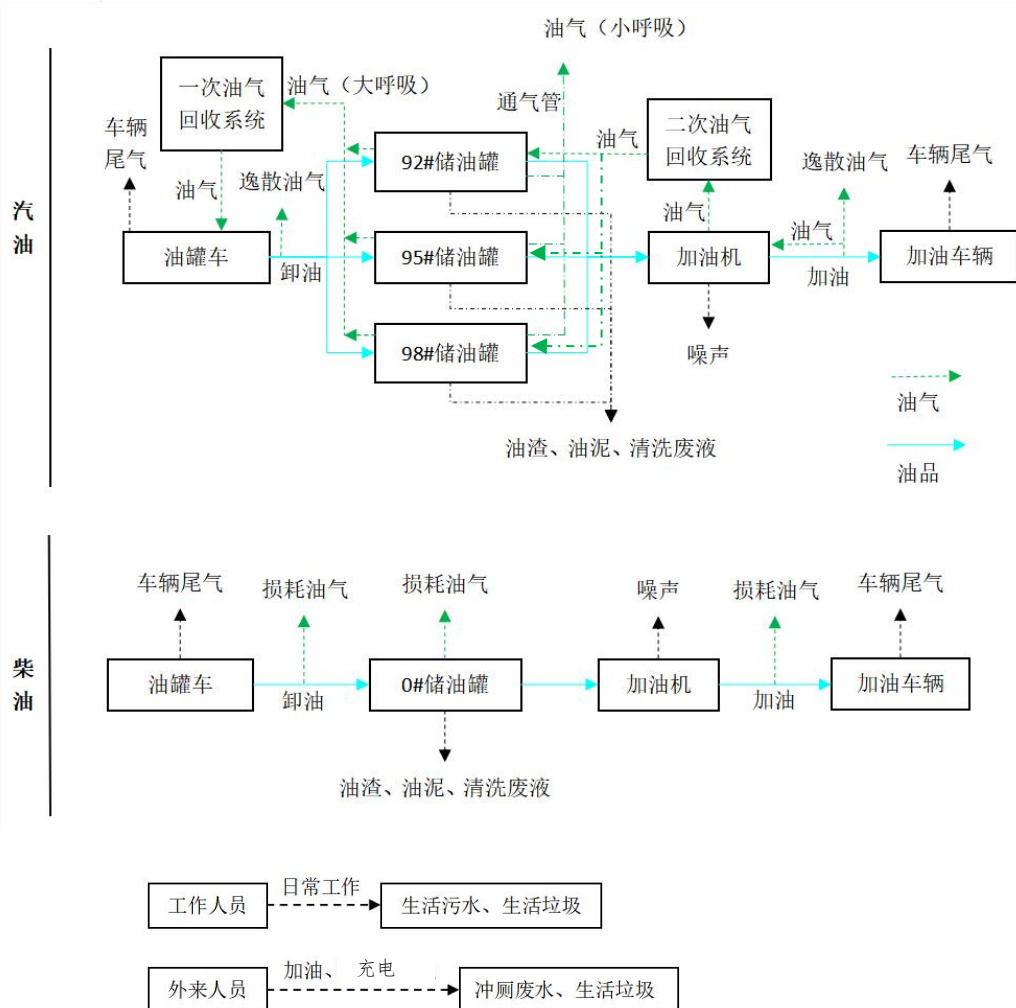 油气（小呼吸）
一次油气
回收系统
油气（大呼吸）
通气管
二次油气
回收系统
车辆
尾气
油气
92#储油罐
逸散油气
车辆尾气
油气
逸散油气
油气
油气
汽
油
油罐车
卸油
95#储油罐
加油机
加油
加油车辆
98#储油罐
噪声
油气
油渣、油泥、清洗废液
油品
车辆尾气
损耗油气
损耗油气
噪声
损耗油气
车辆尾气
柴
油
油罐车
卸油
0#储油罐
加油机
加油
加油车辆
油渣、油泥、清洗废液
工作人员
日常工作
生活污水、生活垃圾
外来人员
加油、 充电
冲厕废水、生活垃圾